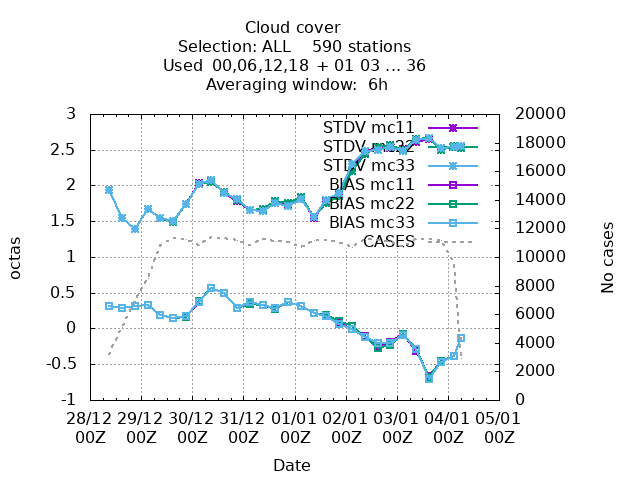 Cloud cover
Selection: ALL 590 stations
Used 00,06,12,18 + 01 03 ... 36
Averaging window: 6h
3 20000
STDV mc11
2.5 18000
STDV mc22
16000
STDV mc33
2 BIAS mc11 14000
BIAS mc22
1.5 BIAS mc33 12000
CASES
1 10000
0.5 8000
0 6000
4000
-0.5 2000
-1 0
octas
No cases
28/12 29/12 30/12 31/12 01/01 02/01 03/01 04/01 05/01
00Z 00Z 00Z 00Z 00Z 00Z 00Z 00Z 00Z
Date